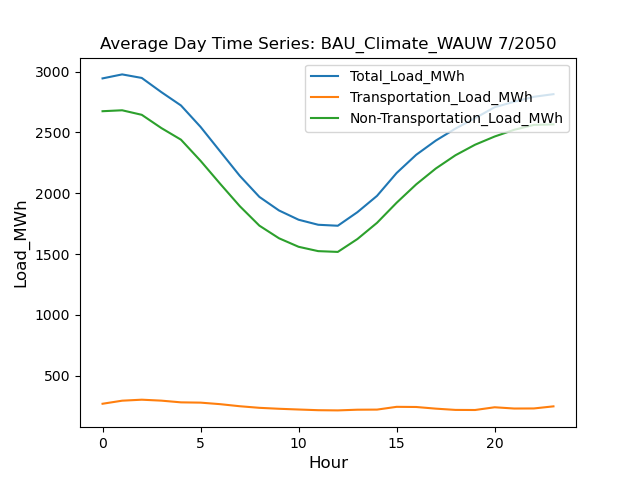 Average Day Time Series: BAU_Climate_WAUW 7/2050
Total_Load_MWh
Transportation_Load_MWh
Non-Transportation_Load_MWh
Load_MWh
3000
2500
2000
1500
1000
500
0
5
10
15
20
Hour